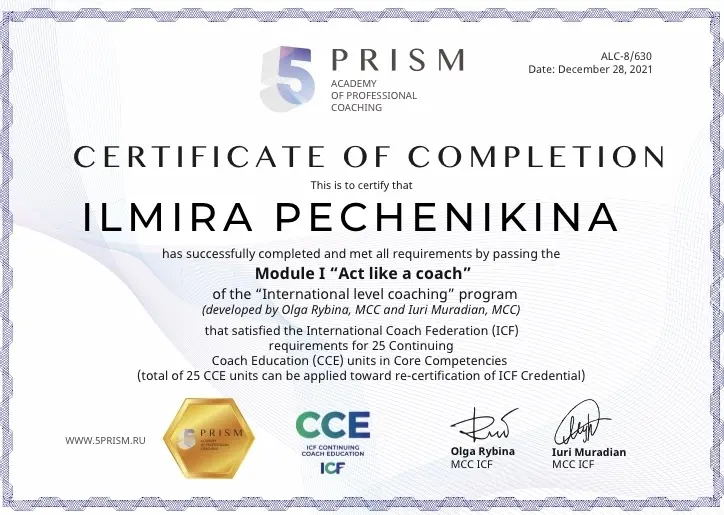 5 PRISM
ACADEMY
OF PROFESSIONAL
COACHING
ALC-8/630
Date: December 28, 2021
CERTIFICATE OF COMPLETION
This is to certify that
ILMIRA PECHENIKINA
has successfully completed and met all requirements by passing the
Module I “Act like a coach”
of the “International level coaching” program
(developed by Olga Rybina, MCC and Iuri Muradian, MCC)
that satisfied the International Coach Federation (ICF)
requirements for 25 Continuing
Coach Education (CCE) units in Core Competencies
(total of 25 CCE units can be applied toward re-certification of ICF Credential)
WWW.5PRISM.RU
5 PRISM
ACADEMY
OF PROFESSIONAL
COACHING
CCE
ICF CONTINUING
COACH EDUCATION
ICF
Olga Rybina
MCC ICF
Iuri Muradian
MCC ICF